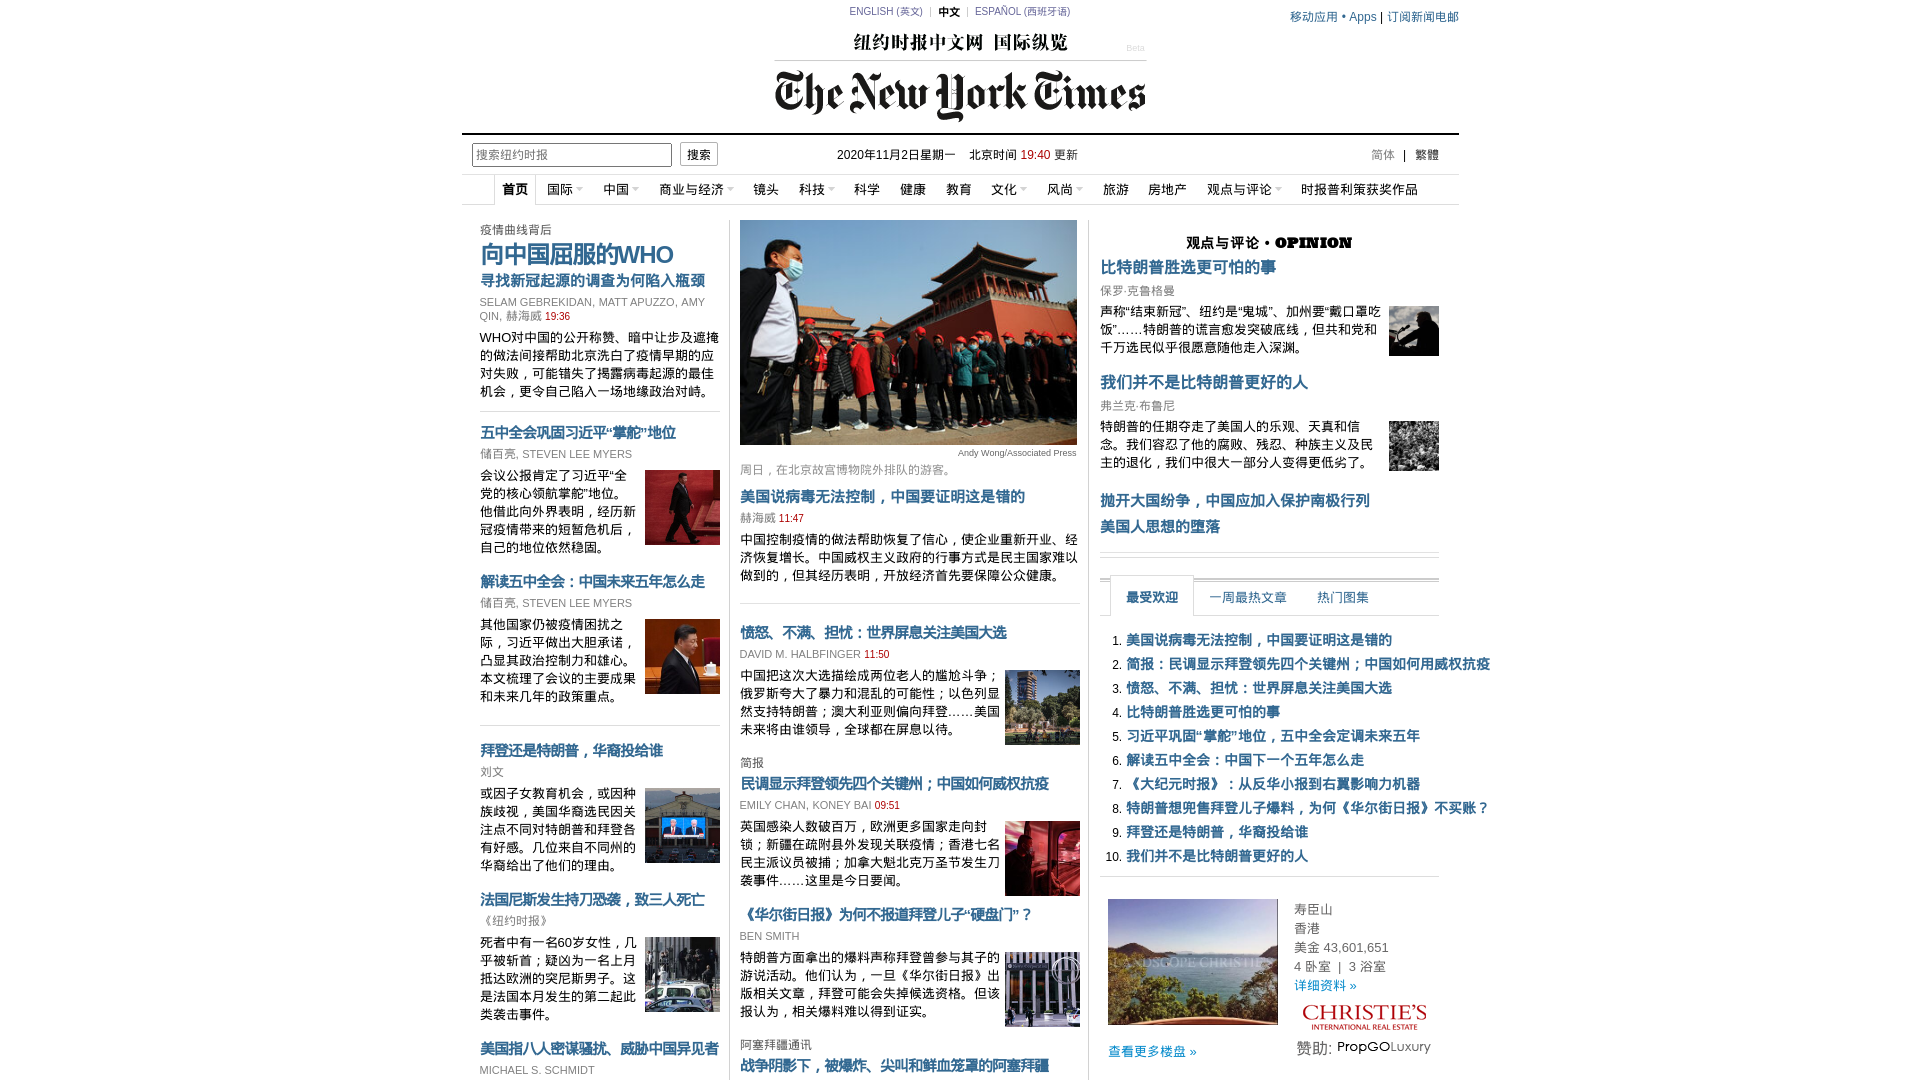 ENGLISH (英文)
中文
ESPAÑOL (西班牙语)
移动应用 • Apps | 订阅新闻电邮
纽约时报中文网 国际纵览
Beta
The New York Times
搜索纽约时报
搜索
2020年11月2日星期一 北京时间 19:40 更新
简体 | 繁體
首页 国际 中国 商业与经济 镜头 科技 科学 健康 教育 文化 风尚 旅游 房地产 观点与评论 时报普利策获奖作品
疫情曲线背后
向中国屈服的WHO
寻找新冠起源的调查为何陷入瓶颈
SELAM GEBREKIDAN, MATT APUZZO, AMY
QIN, 赫海威 19:36
WHO对中国的公开称赞、暗中让步及遮掩
的做法间接帮助北京洗白了疫情早期的应
对失败，可能错失了揭露病毒起源的最佳
机会，更令自己陷入一场地缘政治对峙。
五中全会巩固习近平“掌舵”地位
储百亮, STEVEN LEE MYERS
会议公报肯定了习近平“全
党的核心领航掌舵”地位。
他借此向外界表明，经历新
冠疫情带来的短暂危机后，
自己的地位依然稳固。
解读五中全会：中国未来五年怎么走
储百亮, STEVEN LEE MYERS
其他国家仍被疫情困扰之
际，习近平做出大胆承诺，
凸显其政治控制力和雄心。
本文梳理了会议的主要成果
和未来几年的政策重点。
拜登还是特朗普，华裔投给谁
刘文
或因子女教育机会，或因种
族歧视，美国华裔选民因关
注点不同对特朗普和拜登各
有好感。几位来自不同州的
华裔给出了他们的理由。
法国尼斯发生持刀恐袭，致三人死亡
《纽约时报》
死者中有一名60岁女性，几
乎被斩首；疑凶为一名上月
抵达欧洲的突尼斯男子。这
是法国本月发生的第二起此
类袭击事件。
美国指八人密谋骚扰、威胁中国异见者
MICHAEL S. SCHMIDT
Andy Wong/Associated Press
周日，在北京故宫博物院外排队的游客。
美国说病毒无法控制，中国要证明这是错的
赫海威 11:47
中国控制疫情的做法帮助恢复了信心，使企业重新开业、经
济恢复增长。中国威权主义政府的行事方式是民主国家难以
做到的，但其经历表明，开放经济首先要保障公众健康。
愤怒、不满、担忧：世界屏息关注美国大选
DAVID M. HALBFINGER 11:50
中国把这次大选描绘成两位老人的尴尬斗争；
俄罗斯夸大了暴力和混乱的可能性；以色列显
然支持特朗普；澳大利亚则偏向拜登……美国
未来将由谁领导，全球都在屏息以待。
简报
民调显示拜登领先四个关键州；中国如何威权抗疫
EMILY CHAN, KONEY BAI 09:51
英国感染人数破百万，欧洲更多国家走向封
锁；新疆在疏附县外发现关联疫情；香港七名
民主派议员被捕；加拿大魁北克万圣节发生刀
袭事件……这里是今日要闻。
《华尔街日报》为何不报道拜登儿子“硬盘门”？
BEN SMITH
特朗普方面拿出的爆料声称拜登曾参与其子的
游说活动。他们认为，一旦《华尔街日报》出
版相关文章，拜登可能会失掉候选资格。但该
报认为，相关爆料难以得到证实。
阿塞拜疆通讯
战争阴影下，被爆炸、尖叫和鲜血笼罩的阿塞拜疆
观点与评论 • OPINION
比特朗普胜选更可怕的事
保罗·克鲁格曼
声称“结束新冠”、纽约是“鬼城”、加州要“戴口罩吃
饭”……特朗普的谎言愈发突破底线，但共和党和
千万选民似乎很愿意随他走入深渊。
我们并不是比特朗普更好的人
弗兰克·布鲁尼
特朗普的任期夺走了美国人的乐观、天真和信
念。我们容忍了他的腐败、残忍、种族主义及民
主的退化，我们中很大一部分人变得更低劣了。
抛开大国纷争，中国应加入保护南极行列
美国人思想的堕落
最受欢迎 一周最热文章 热门图集
1. 美国说病毒无法控制，中国要证明这是错的
2. 简报：民调显示拜登领先四个关键州；中国如何用威权抗疫
3. 愤怒、不满、担忧：世界屏息关注美国大选
4. 比特朗普胜选更可怕的事
5. 习近平巩固“掌舵”地位，五中全会定调未来五年
6. 解读五中全会：中国下一个五年怎么走
7. 《大纪元时报》：从反华小报到右翼影响力机器
8. 特朗普想兜售拜登儿子爆料，为何《华尔街日报》不买账？
9. 拜登还是特朗普，华裔投给谁
10. 我们并不是比特朗普更好的人
LANDSCOPE CHRISTIE
寿臣山
香港
美金 43,601,651
4 卧室 | 3 浴室
详细资料 »
CHRISTIE'S
INTERNATIONAL REAL ESTATE
查看更多楼盘 »
赞助: PropGOLuxury